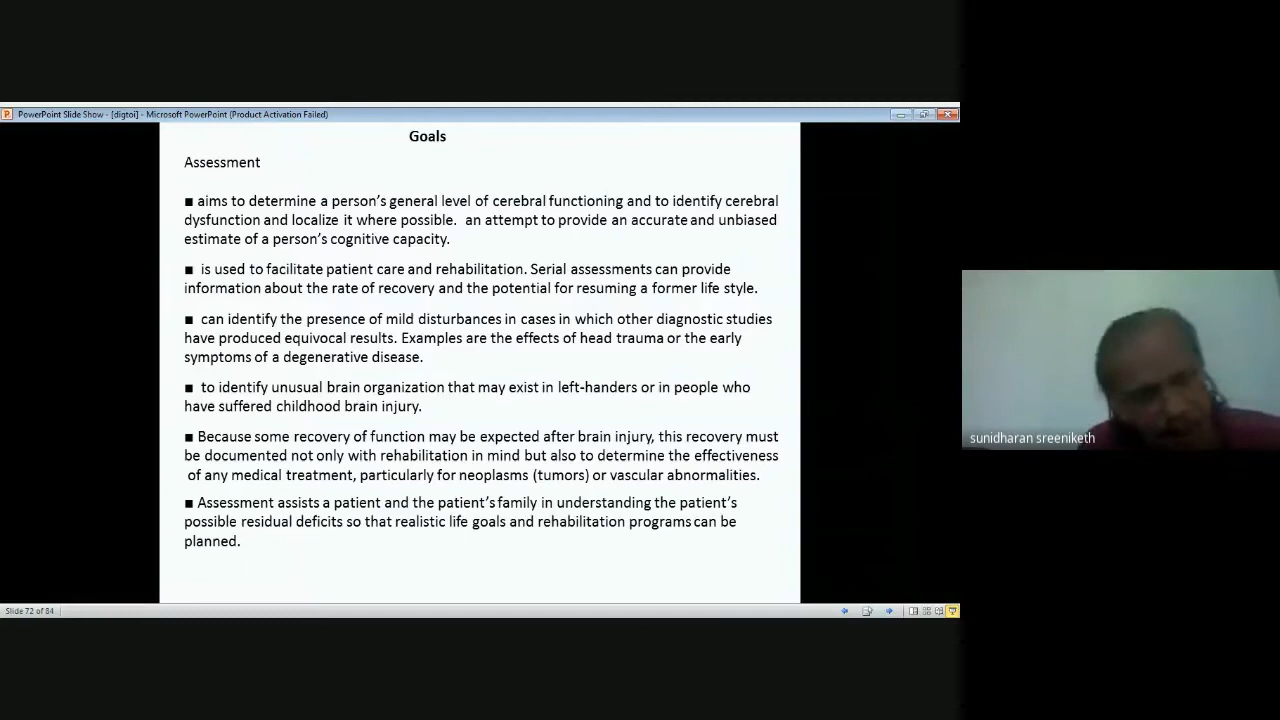 PowerPoint Slide Show - [digtoi] - Microsoft PowerPoint (Product Activation Failed)
Goals
Assessment
■ aims to determine a person's general level of cerebral functioning and to identify cerebral
dysfunction and localize it where possible. an attempt to provide an accurate and unbiased
estimate of a person's cognitive capacity.
■ is used to facilitate patient care and rehabilitation. Serial assessments can provide
information about the rate of recovery and the potential for resuming a former life style.
■ can identify the presence of mild disturbances in cases in which other diagnostic studies
have produced equivocal results. Examples are the effects of head trauma or the early
symptoms of a degenerative disease.
■ to identify unusual brain organization that may exist in left-handers or in people who
have suffered childhood brain injury.
■ Because some recovery of function may be expected after brain injury, this recovery must
be documented not only with rehabilitation in mind but also to determine the effectiveness
of any medical treatment, particularly for neoplasms (tumors) or vascular abnormalities.
■ Assessment assists a patient and the patient's family in understanding the patient's
possible residual deficits so that realistic life goals and rehabilitation programs can be
planned.
Slide 72 of 84
sunidharan sreeniketh